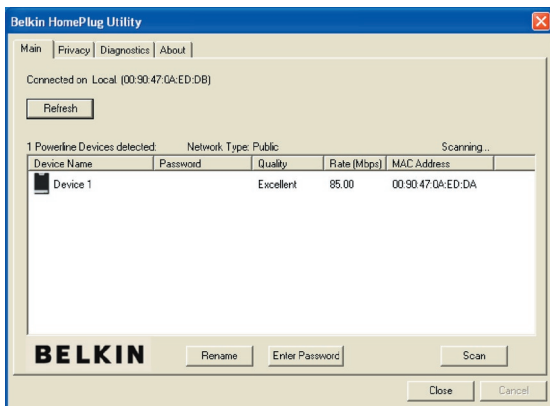 Belkin HomePlug Utility
Main Privacy Diagnostics About
Connected on Local (00:90:47:0A:ED:DB)
Refresh
1 Powerline Devices detected: Network Type: Public Scanning...
Device Name Password Quality Rate (Mbps) MAC Address
Device 1 Excellent 85.00 00:90:47:0A:ED:DA
BELKIN Rename Enter Password Scan
Close Cancel